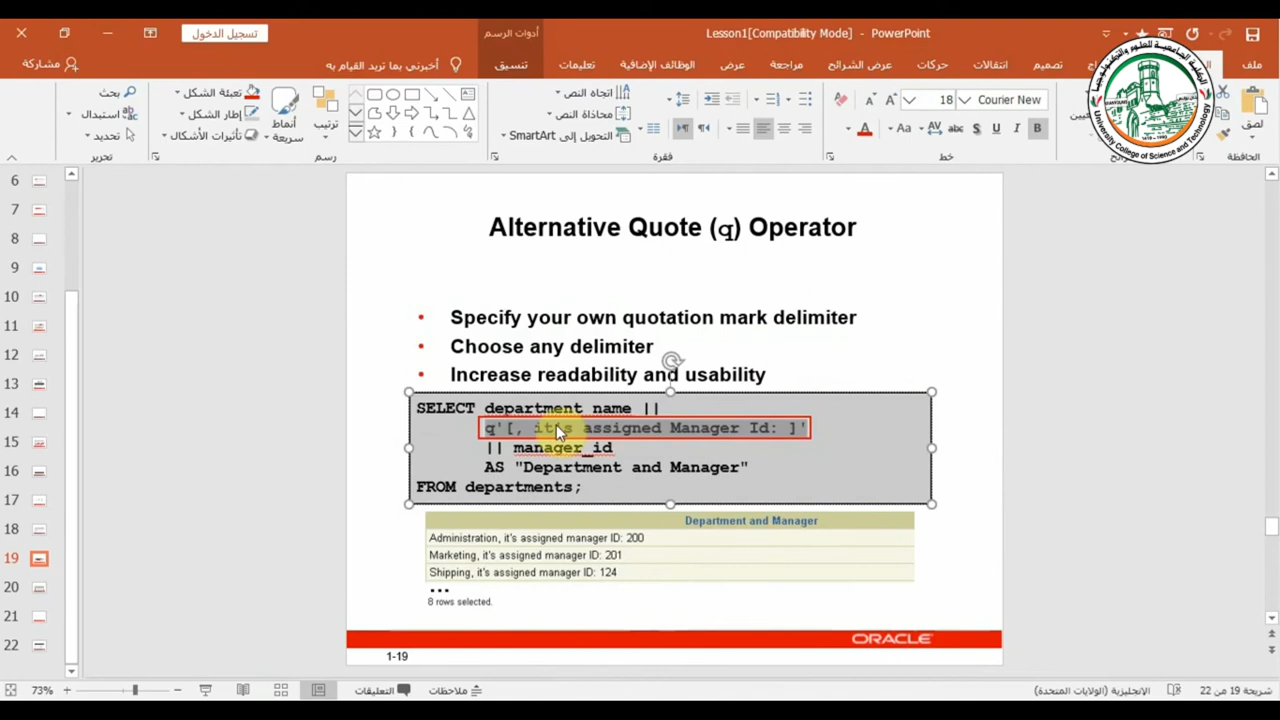 تسجيل الدخول
أدوات الرسم
Lesson1[Compatibility Mode] - PowerPoint
ملف
تصميم
انتقالات
حركات
عرض الشرائح
مراجعة
عرض
الوظائف الإضافية
تعليمات
تنسيق
أخبرني بما تريد القيام به
مشاركة
لصق
الحافظة
Courier New
18
خط
فقرة
اتجاه النص
محاذاة النص
التحويل إلى SmartArt
ترتيب
أنماط
سريعة
تعبئة الشكل
إطار الشكل
تأثيرات الأشكال
رسم
بحث
استبدال
تحديد
تحرير
University College of Science and Technology
6
7
8
9
10
11
12
13
14
15
16
17
18
19
20
21
22
Alternative Quote (q) Operator
• Specify your own quotation mark delimiter
• Choose any delimiter
• Increase readability and usability
SELECT department_name ||
q'[, it's assigned Manager Id: ]'
|| manager_id
AS "Department and Manager"
FROM departments;
Department and Manager
Administration, it's assigned manager ID: 200
Marketing, it's assigned manager ID: 201
Shipping, it's assigned manager ID: 124
...
8 rows selected.
ORACLE
1-19
73%
التعليقات
ملاحظات
الإنجليزية (الولايات المتحدة)
شريحة 19 من 22